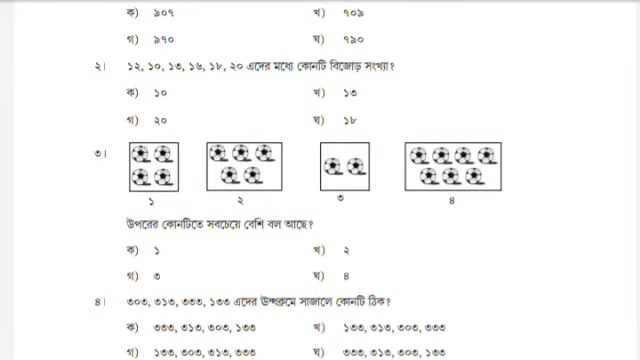 ক) ৯০৭ খ) ৭০৯
গ) ৯৭০ ঘ) ৭৯০
২। ১২, ১০, ১৩, ১৬, ১৮, ২০ এদের মধ্যে কোনটি বিজোড় সংখ্যা?
ক) ১০ খ) ১৩
গ) ২০ ঘ) ১৮
৩।
১ ২ ৩ ৪
উপরের কোনটিতে সবচেয়ে বেশি বল আছে?
ক) ১ খ) ২
গ) ৩ ঘ) ৪
৪। ৩০৩, ৩১৩, ৩৩৩, ১৩৩ এদের ঊর্ধ্বক্রমে সাজালে কোনটি ঠিক?
ক) ৩৩৩, ৩১৩, ৩০৩, ১৩৩ খ) ১৩৩, ৩১৩, ৩০৩, ৩৩৩
গ) ১৩৩, ৩০৩, ৩১৩, ৩৩৩ ঘ) ৩৩৩, ৩১৩, ৩০৩, ১৩৩